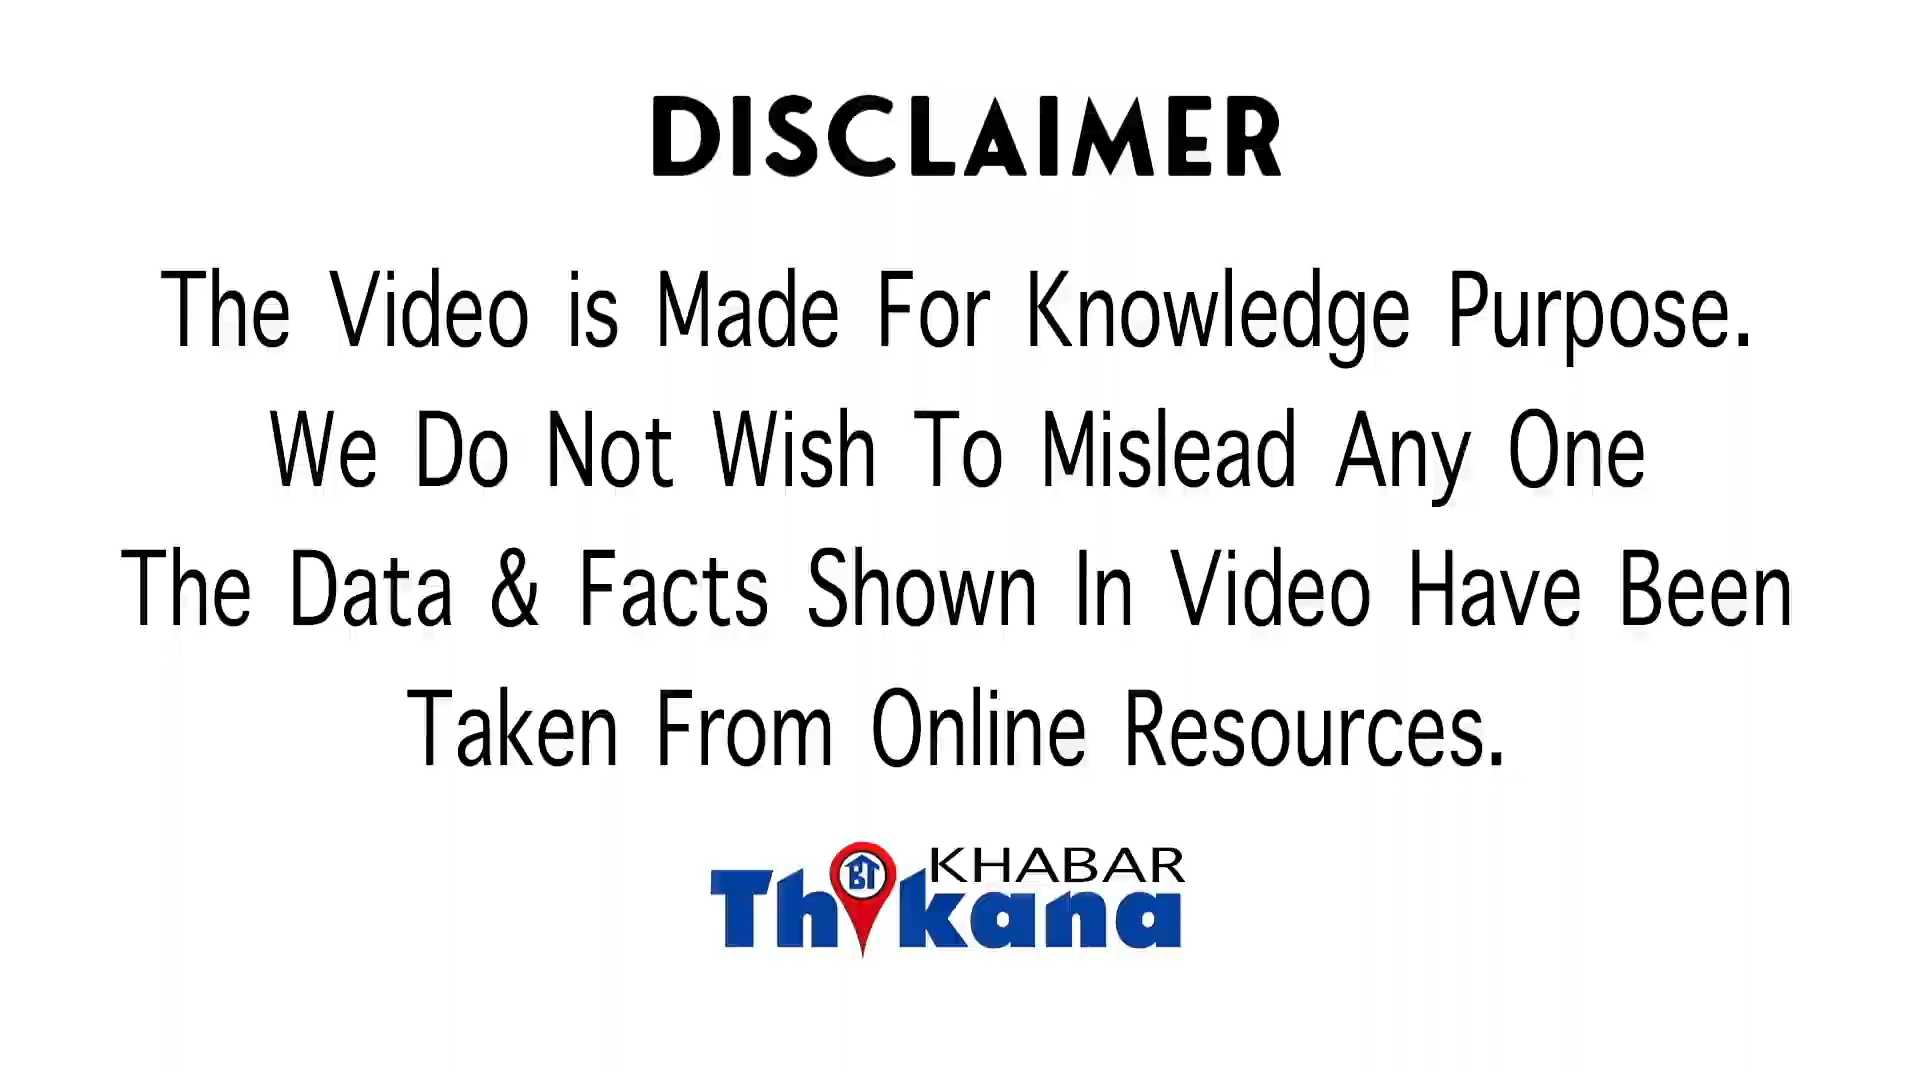 DISCLAIMER
The Video is Made For Knowledge Purpose.
We Do Not Wish To Mislead Any One
The Data & Facts Shown In Video Have Been
Taken From Online Resources.
KHABAR
BT
Thikana